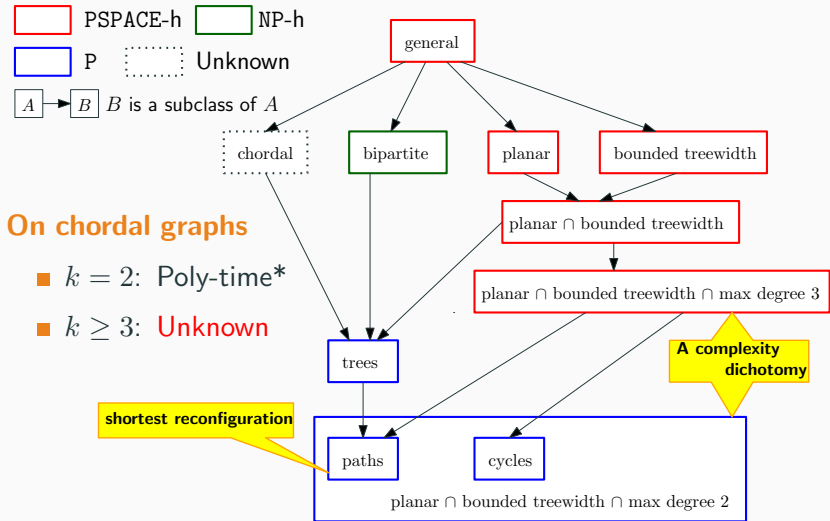 PSPACE-h NP-h
P Unknown
A B B is a subclass of A
general
chordal bipartite planar bounded treewidth
On chordal graphs
planar ∩ bounded treewidth
k = 2: Poly-time*
planar ∩ bounded treewidth ∩ max degree 3
k ≥ 3: Unknown
A complexity
dichotomy
trees
shortest reconfiguration
paths cycles
planar ∩ bounded treewidth ∩ max degree 2